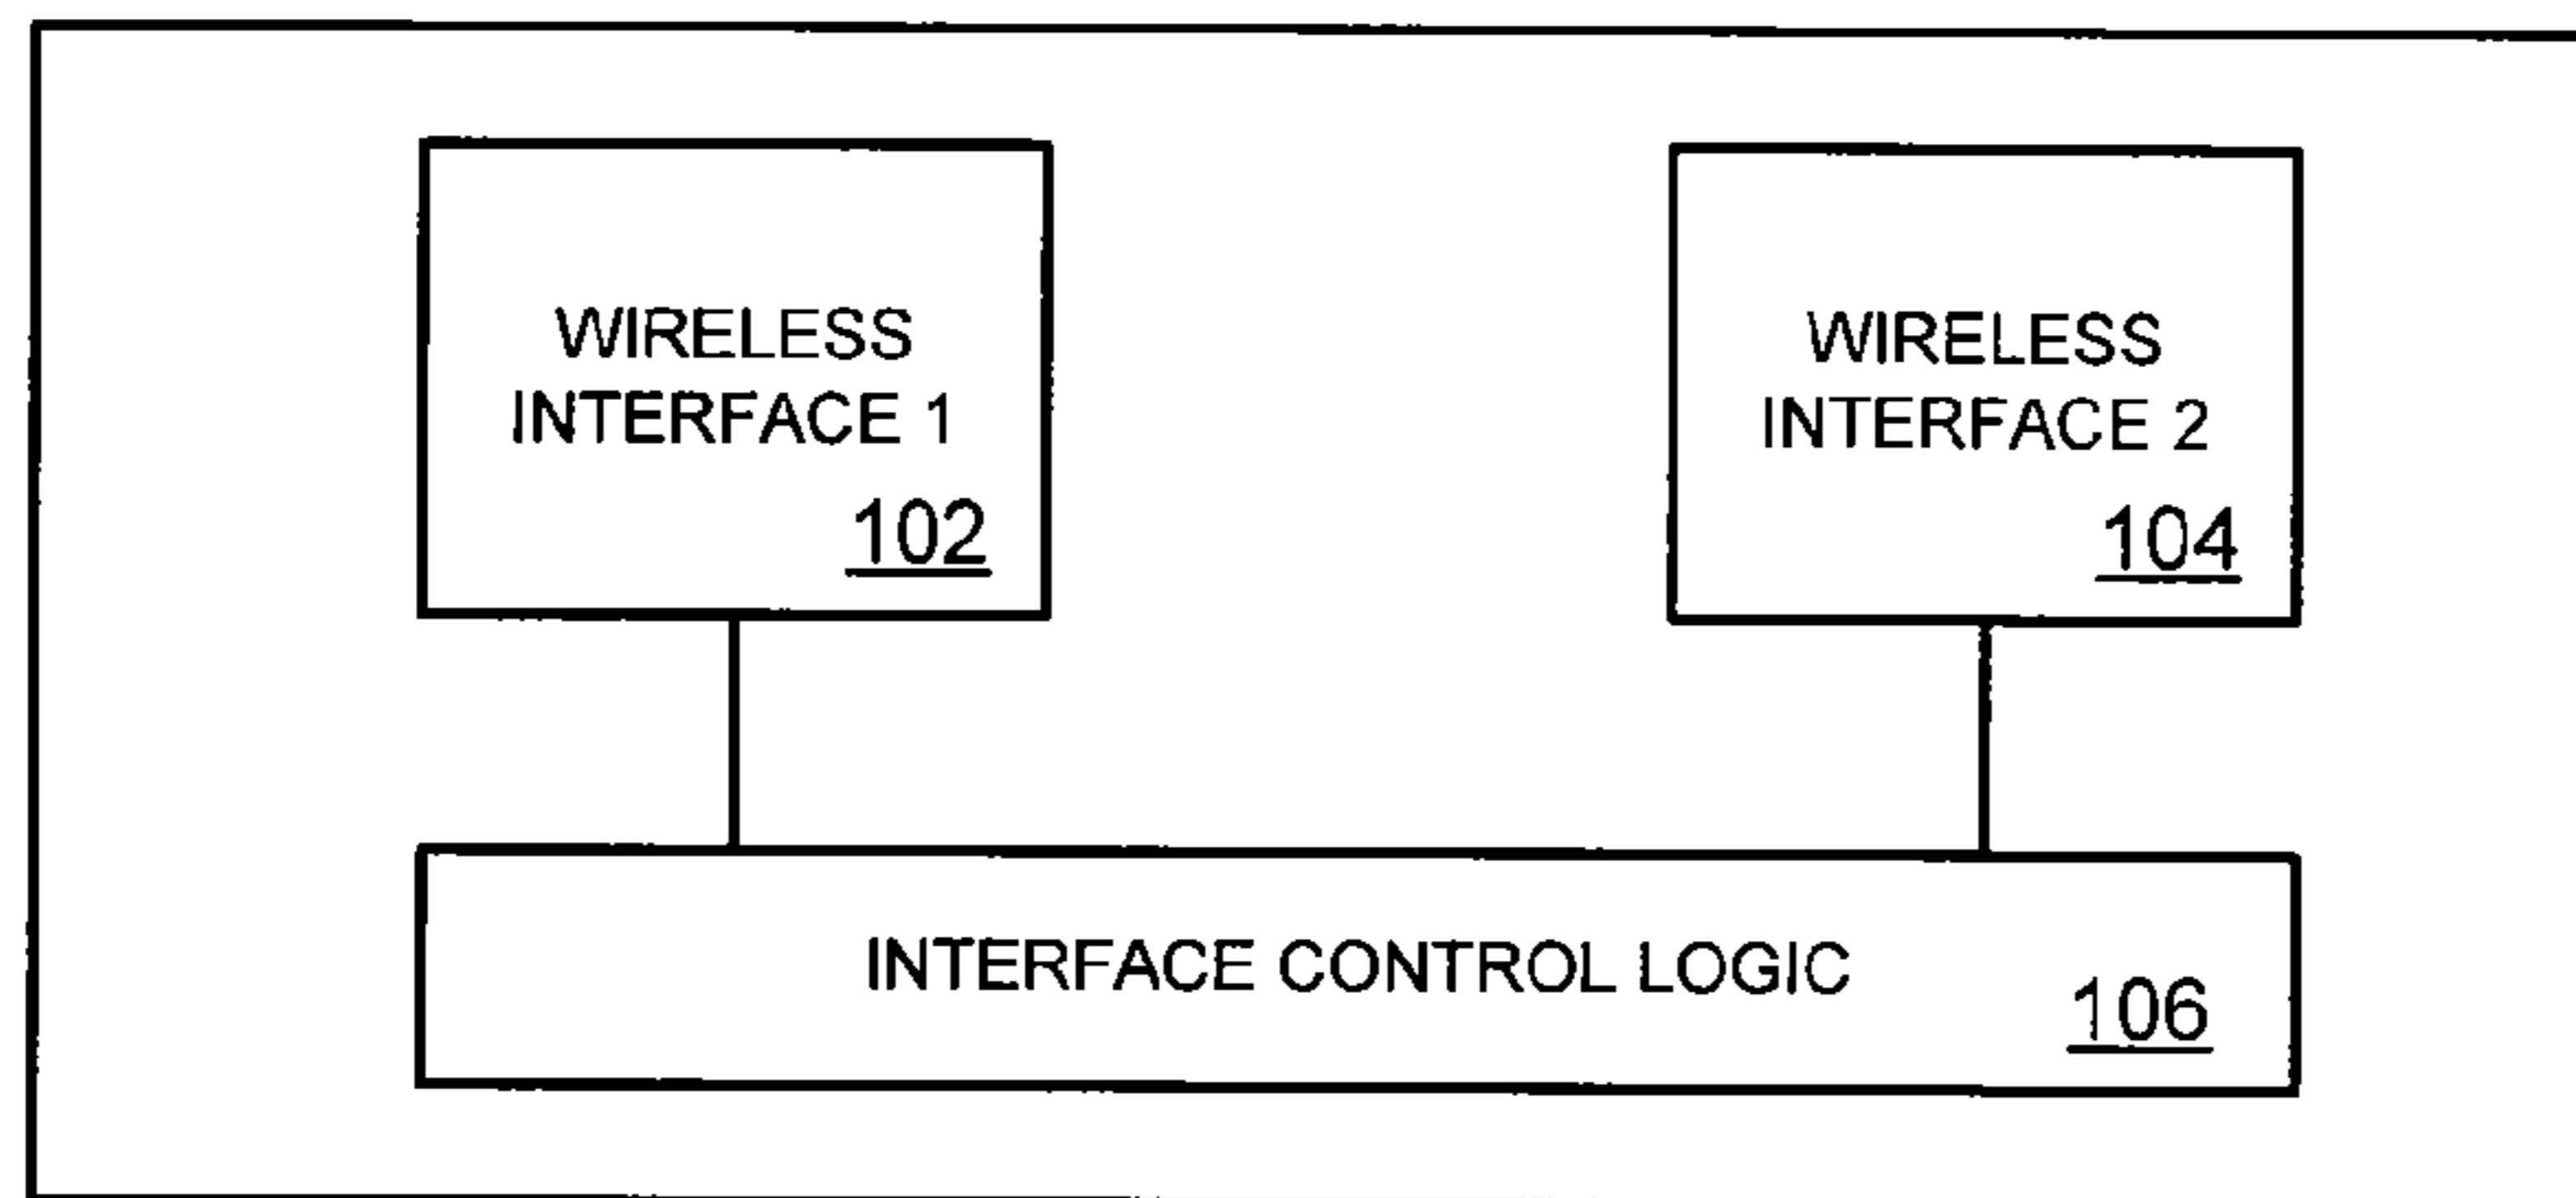 WIRELESS
INTERFACE 1
102
WIRELESS
INTERFACE 2
104
INTERFACE CONTROL LOGIC
106